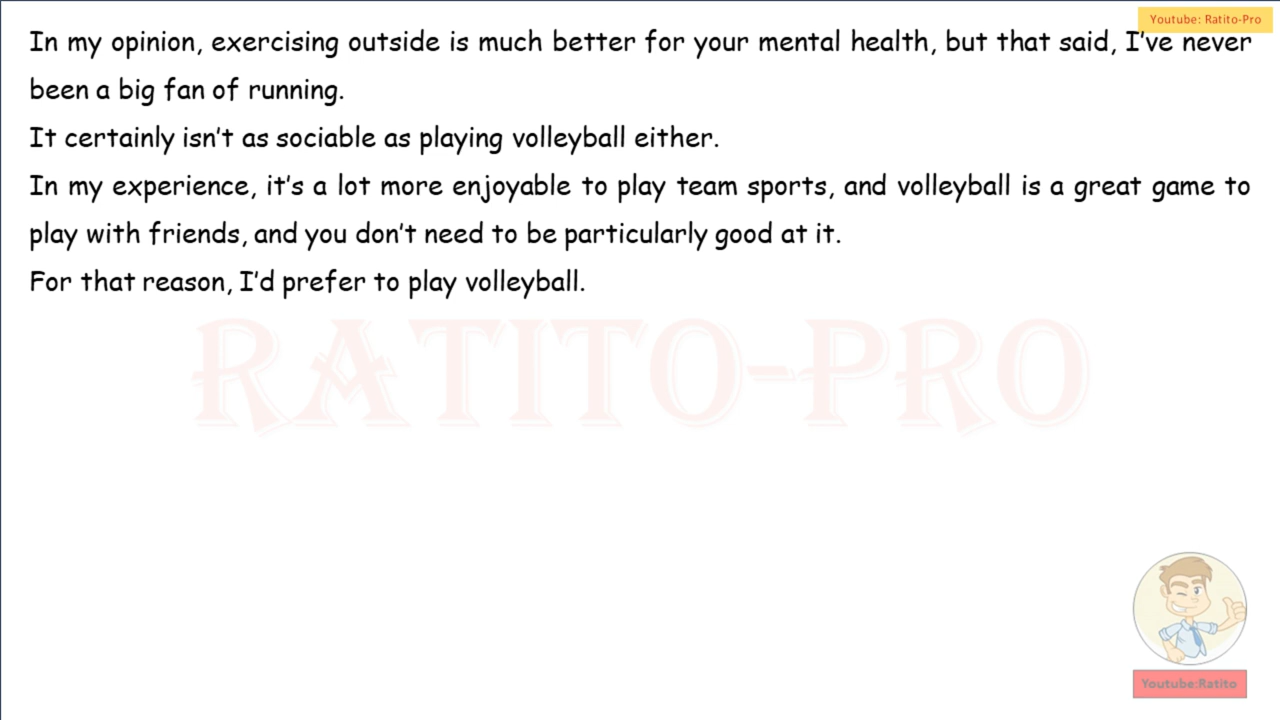 Youtube: Ratito-Pro
In my opinion, exercising outside is much better for your mental health, but that said, I've never
been a big fan of running.
It certainly isn't as sociable as playing volleyball either.
In my experience, it's a lot more enjoyable to play team sports, and volleyball is a great game to
play with friends, and you don't need to be particularly good at it.
For that reason, I'd prefer to play volleyball.
RATITO-PRO
Youtube:Ratito